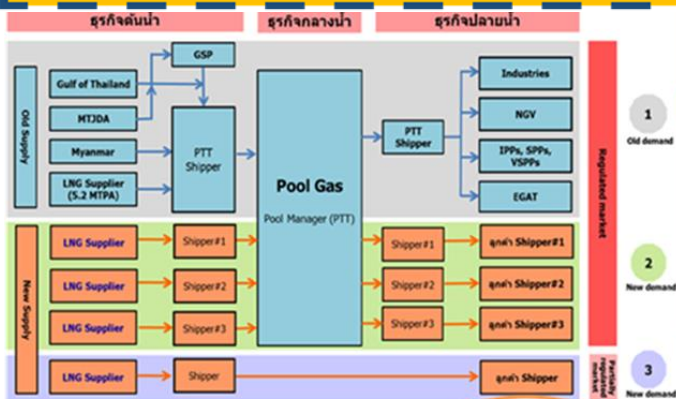 ธุรกิจต้นน้ำ
ธุรกิจกลางน้ำ
ธุรกิจปลายน้ำ
Old Supply
GSP
Gulf of Thailand
MTJDA
Myanmar
LNG Supplier
(5.2 MTPA)
PTT
Shipper
Pool Gas
Pool Manager (PTT)
PTT
Shipper
Industries
NGV
IPPs, SPPs,
VSPPs
EGAT
Regulated market
1
Old demand
New Supply
LNG Supplier
Shipper#1
Shipper#1
ลูกค้า Shipper#1
LNG Supplier
Shipper#2
Shipper#2
ลูกค้า Shipper#2
LNG Supplier
Shipper#3
Shipper#3
ลูกค้า Shipper#3
2
New demand
LNG Supplier
Shipper
ลูกค้า Shipper
Partially
regulated
market
3
New demand